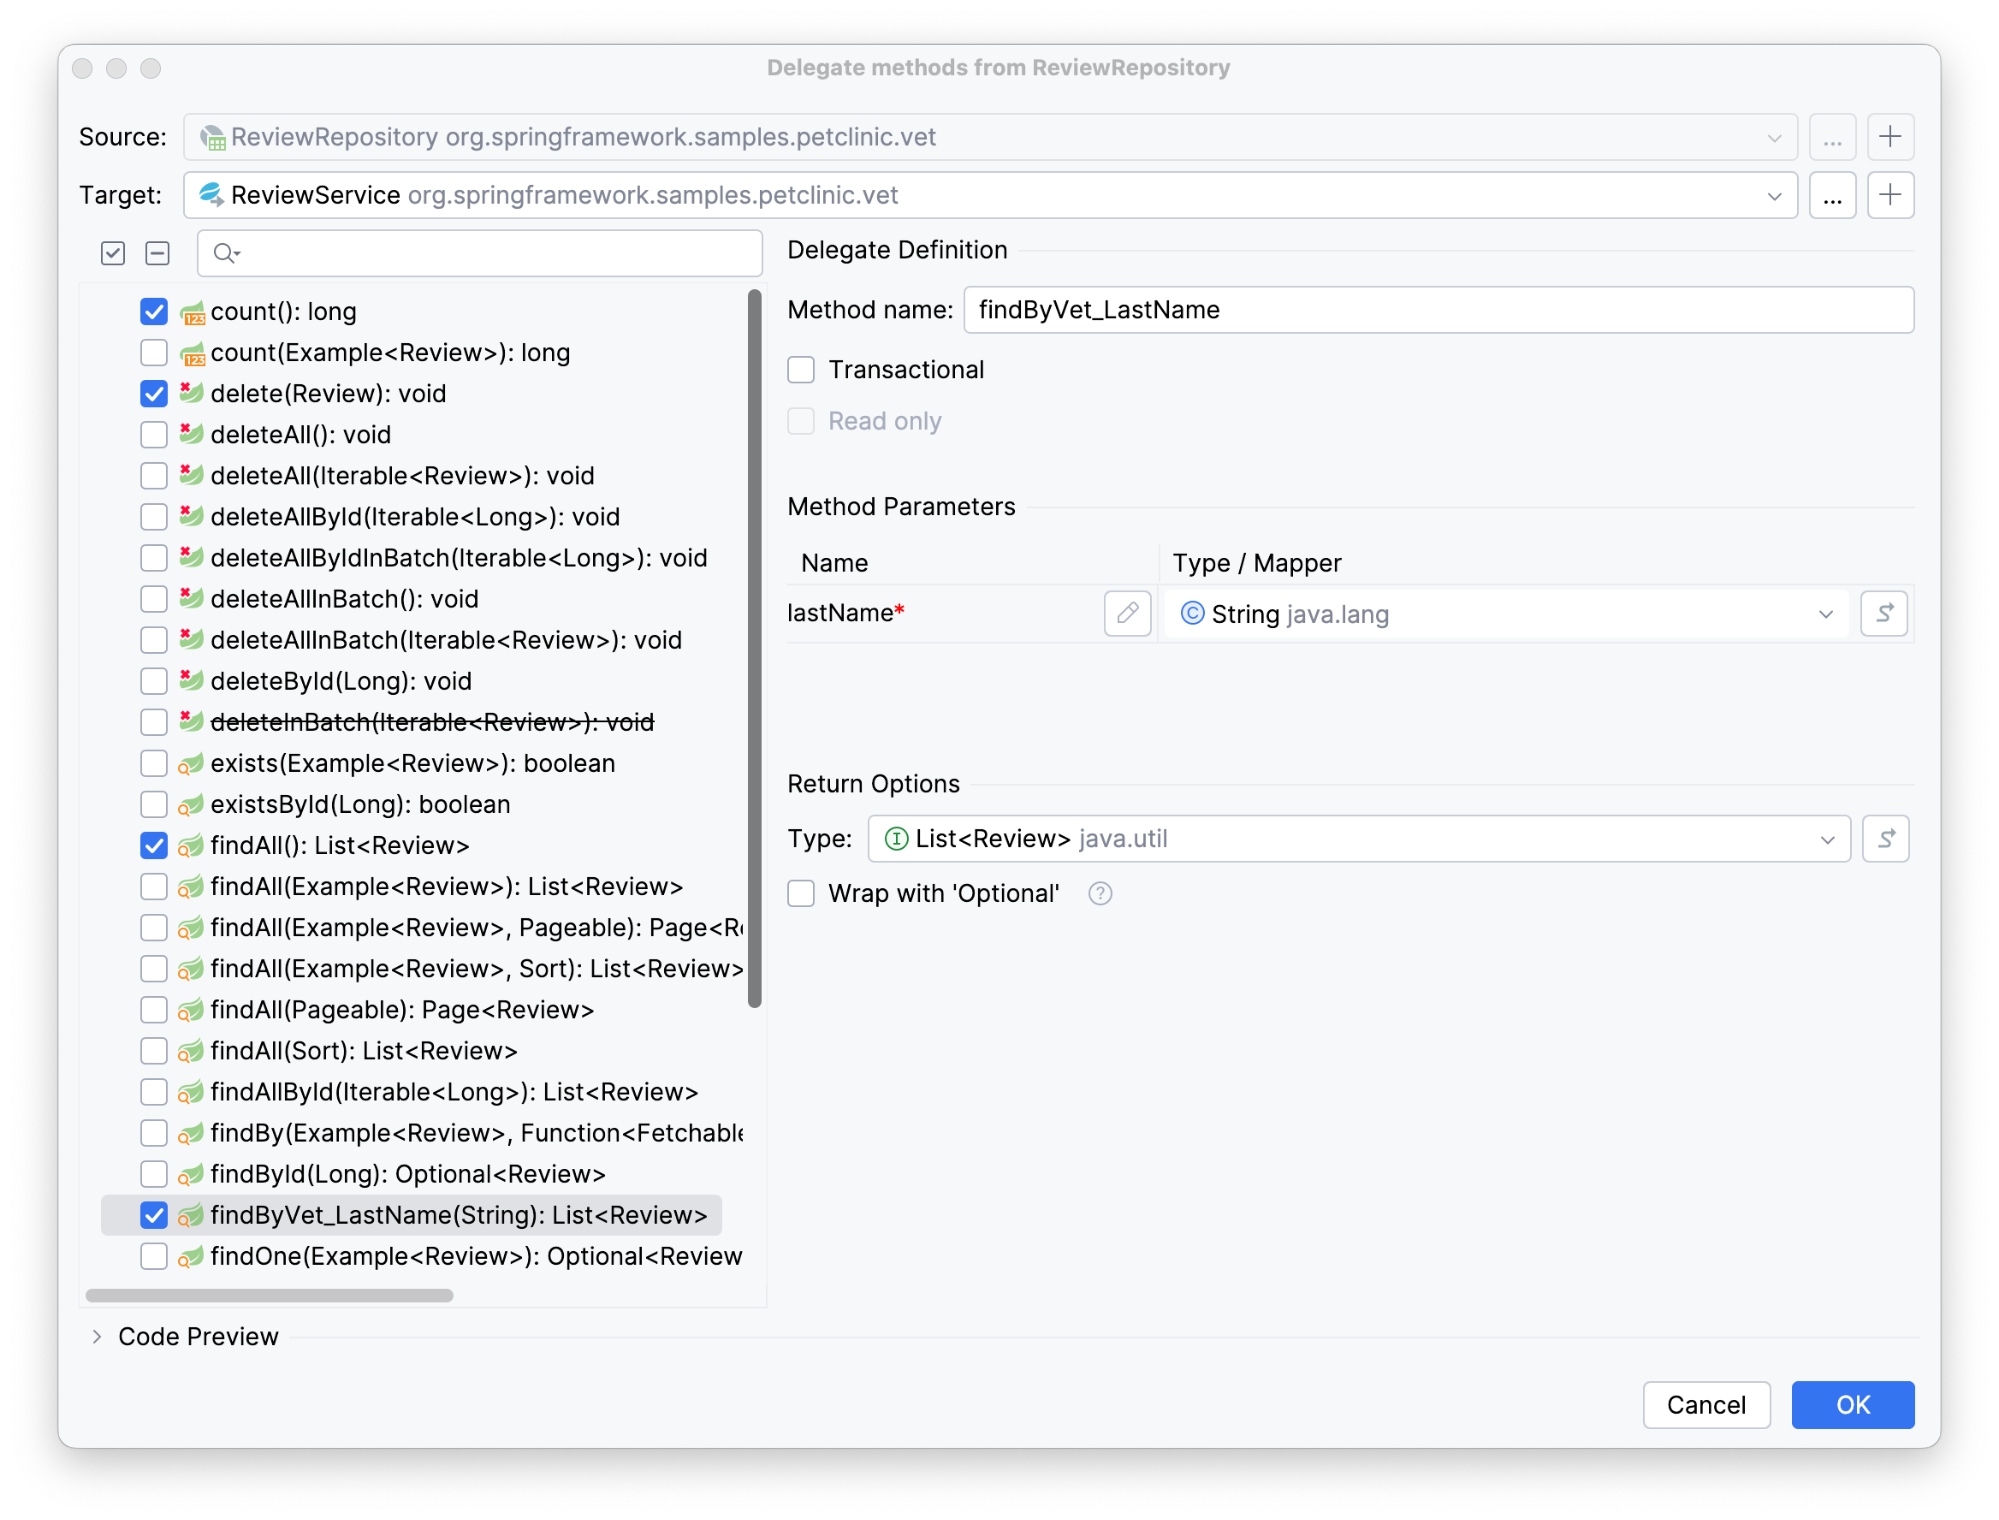 Delegate methods from ReviewRepository
Source: ReviewRepository org.springframework.samples.petclinic.vet ... +
Target: ReviewService org.springframework.samples.petclinic.vet ... +
count(): long
count(Example<Review>): long
delete(Review): void
deleteAll(): void
deleteAll(Iterable<Review>): void
deleteAllById(Iterable<Long>): void
deleteAllByIdInBatch(Iterable<Long>): void
deleteAllInBatch(): void
deleteAllInBatch(Iterable<Review>): void
deleteById(Long): void
deleteInBatch(Iterable<Review>): void
exists(Example<Review>): boolean
existsById(Long): boolean
findAll(): List<Review>
findAll(Example<Review>): List<Review>
findAll(Example<Review>, Pageable): Page<Re
findAll(Example<Review>, Sort): List<Review>
findAll(Pageable): Page<Review>
findAll(Sort): List<Review>
findAllById(Iterable<Long>): List<Review>
findBy(Example<Review>, Function<Fetchable
findById(Long): Optional<Review>
findByVet_LastName(String): List<Review>
findOne(Example<Review>): Optional<Review
Delegate Definition
Method name: findByVet_LastName
Transactional
Read only
Method Parameters
Name Type / Mapper
lastName* String java.lang
Return Options
Type: List<Review> java.util
Wrap with 'Optional' ?
Code Preview
Cancel OK